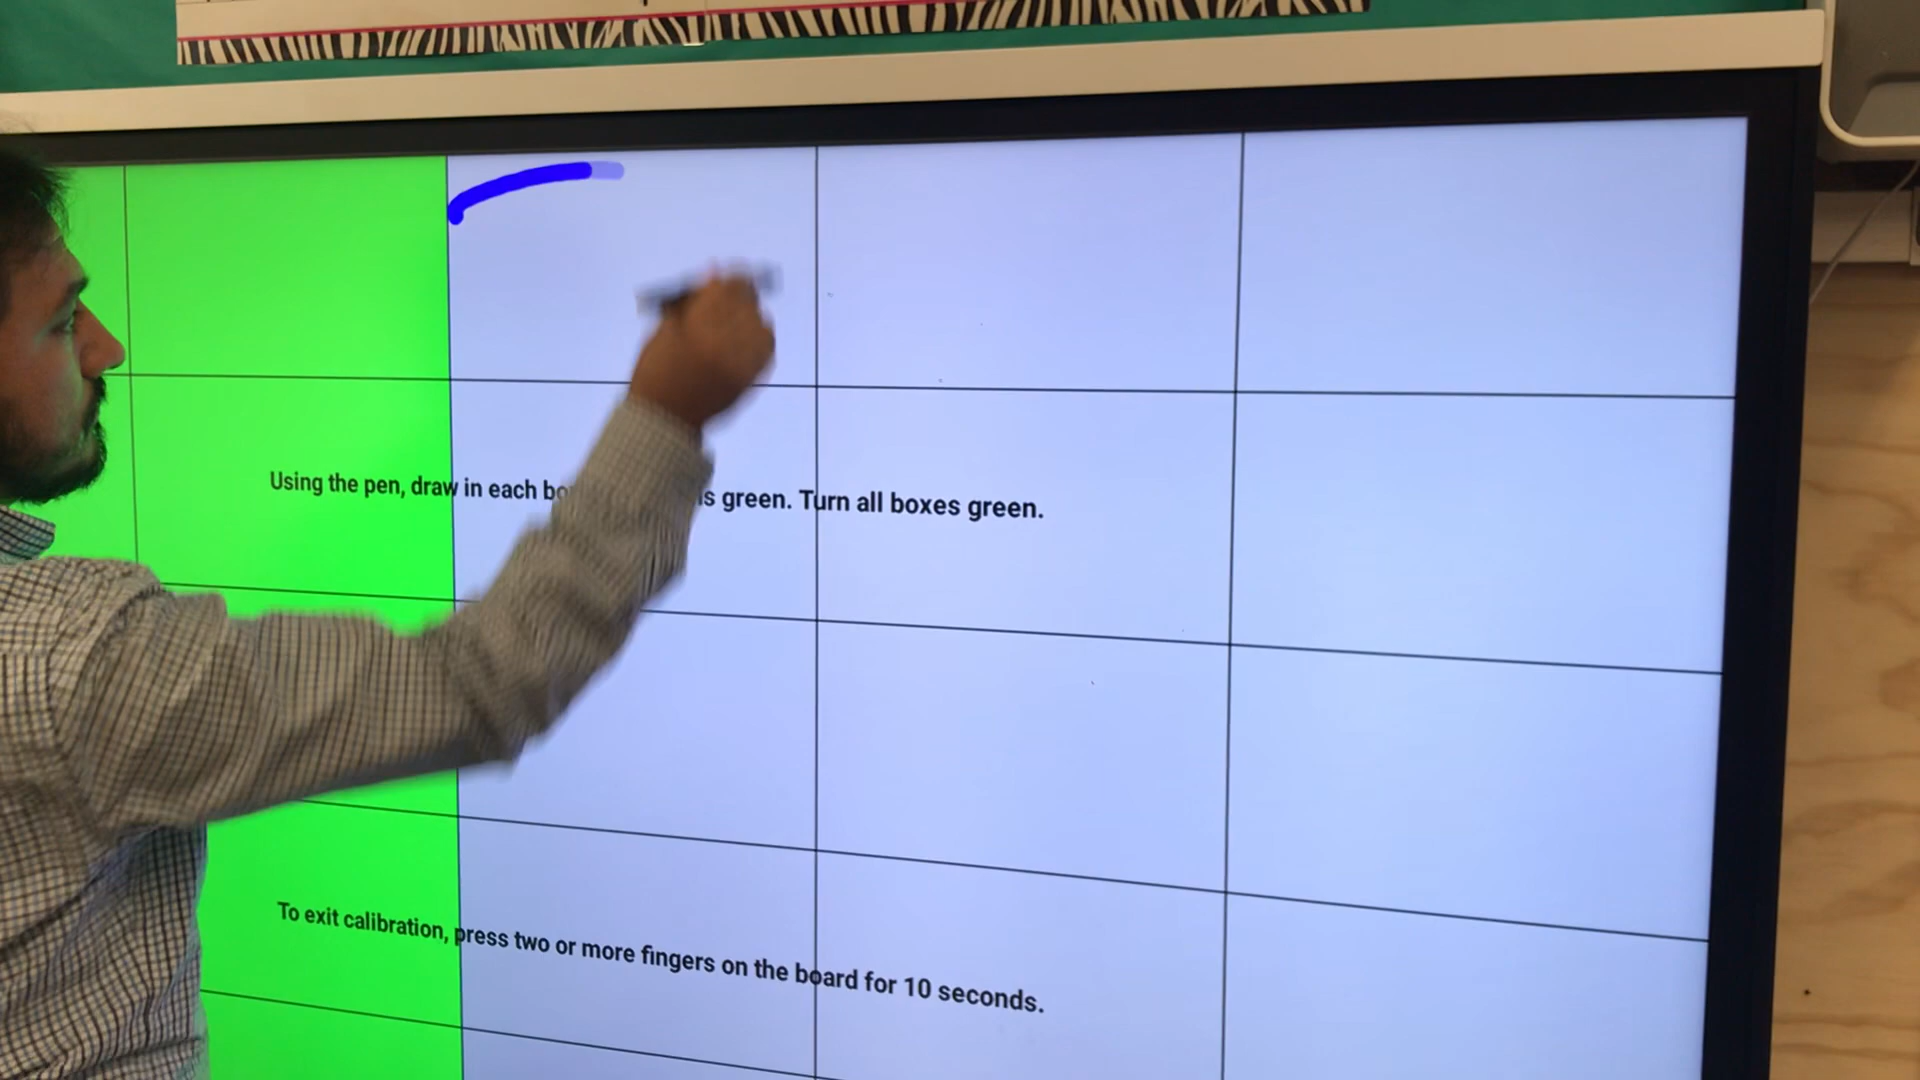 Using the pen, draw in each is green. Turn all boxes green.
To exit calibration, press two or more fingers on the board for 10 seconds.